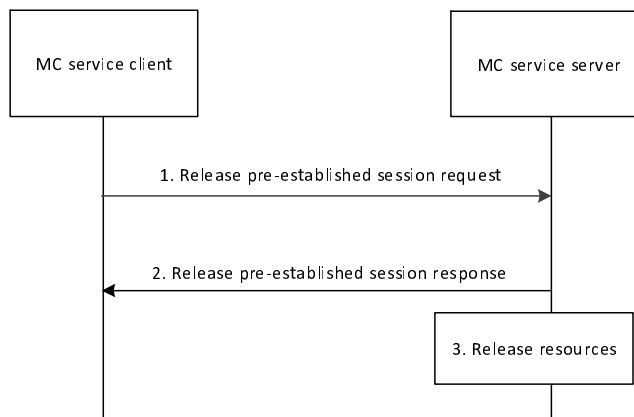 MC service client
MC service server
1. Release pre-established session request
2. Release pre-established session response
3. Release resources